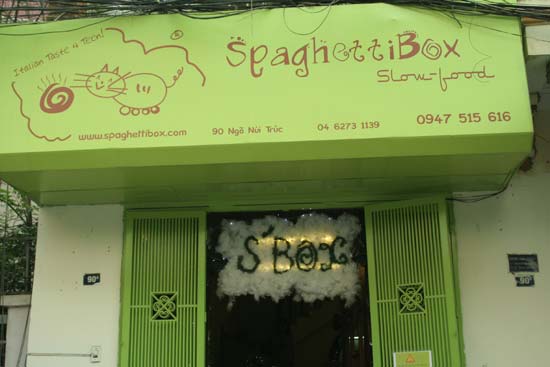 Italian Taste 4 Teen!
SpaghettiBox
Slow-food
www.spaghettibox.com 90 Ngõ Núi Trúc 04 6273 1139 0947 515 616
S'BOX
90
90